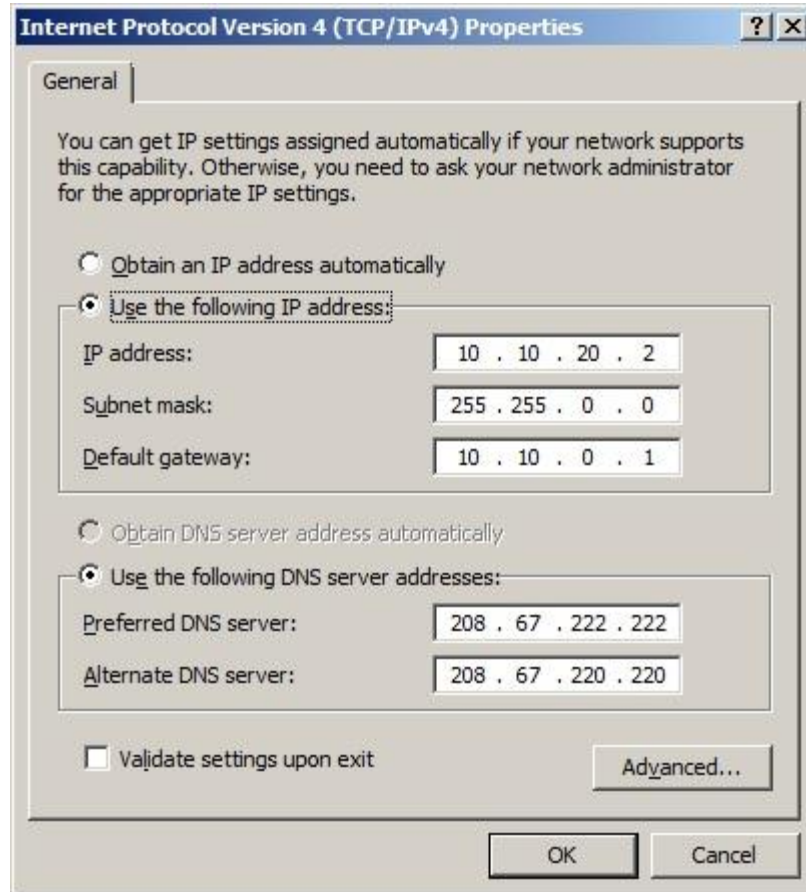 Internet Protocol Version 4 (TCP/IPv4) Properties
General
You can get IP settings assigned automatically if your network supports
this capability. Otherwise, you need to ask your network administrator
for the appropriate IP settings.
Obtain an IP address automatically
Use the following IP address:
IP address: 10 . 10 . 20 . 2
Subnet mask: 255 . 255 . 0 . 0
Default gateway: 10 . 10 . 0 . 1
Obtain DNS server address automatically
Use the following DNS server addresses:
Preferred DNS server: 208 . 67 . 222 . 222
Alternate DNS server: 208 . 67 . 220 . 220
Validate settings upon exit
Advanced...
OK Cancel